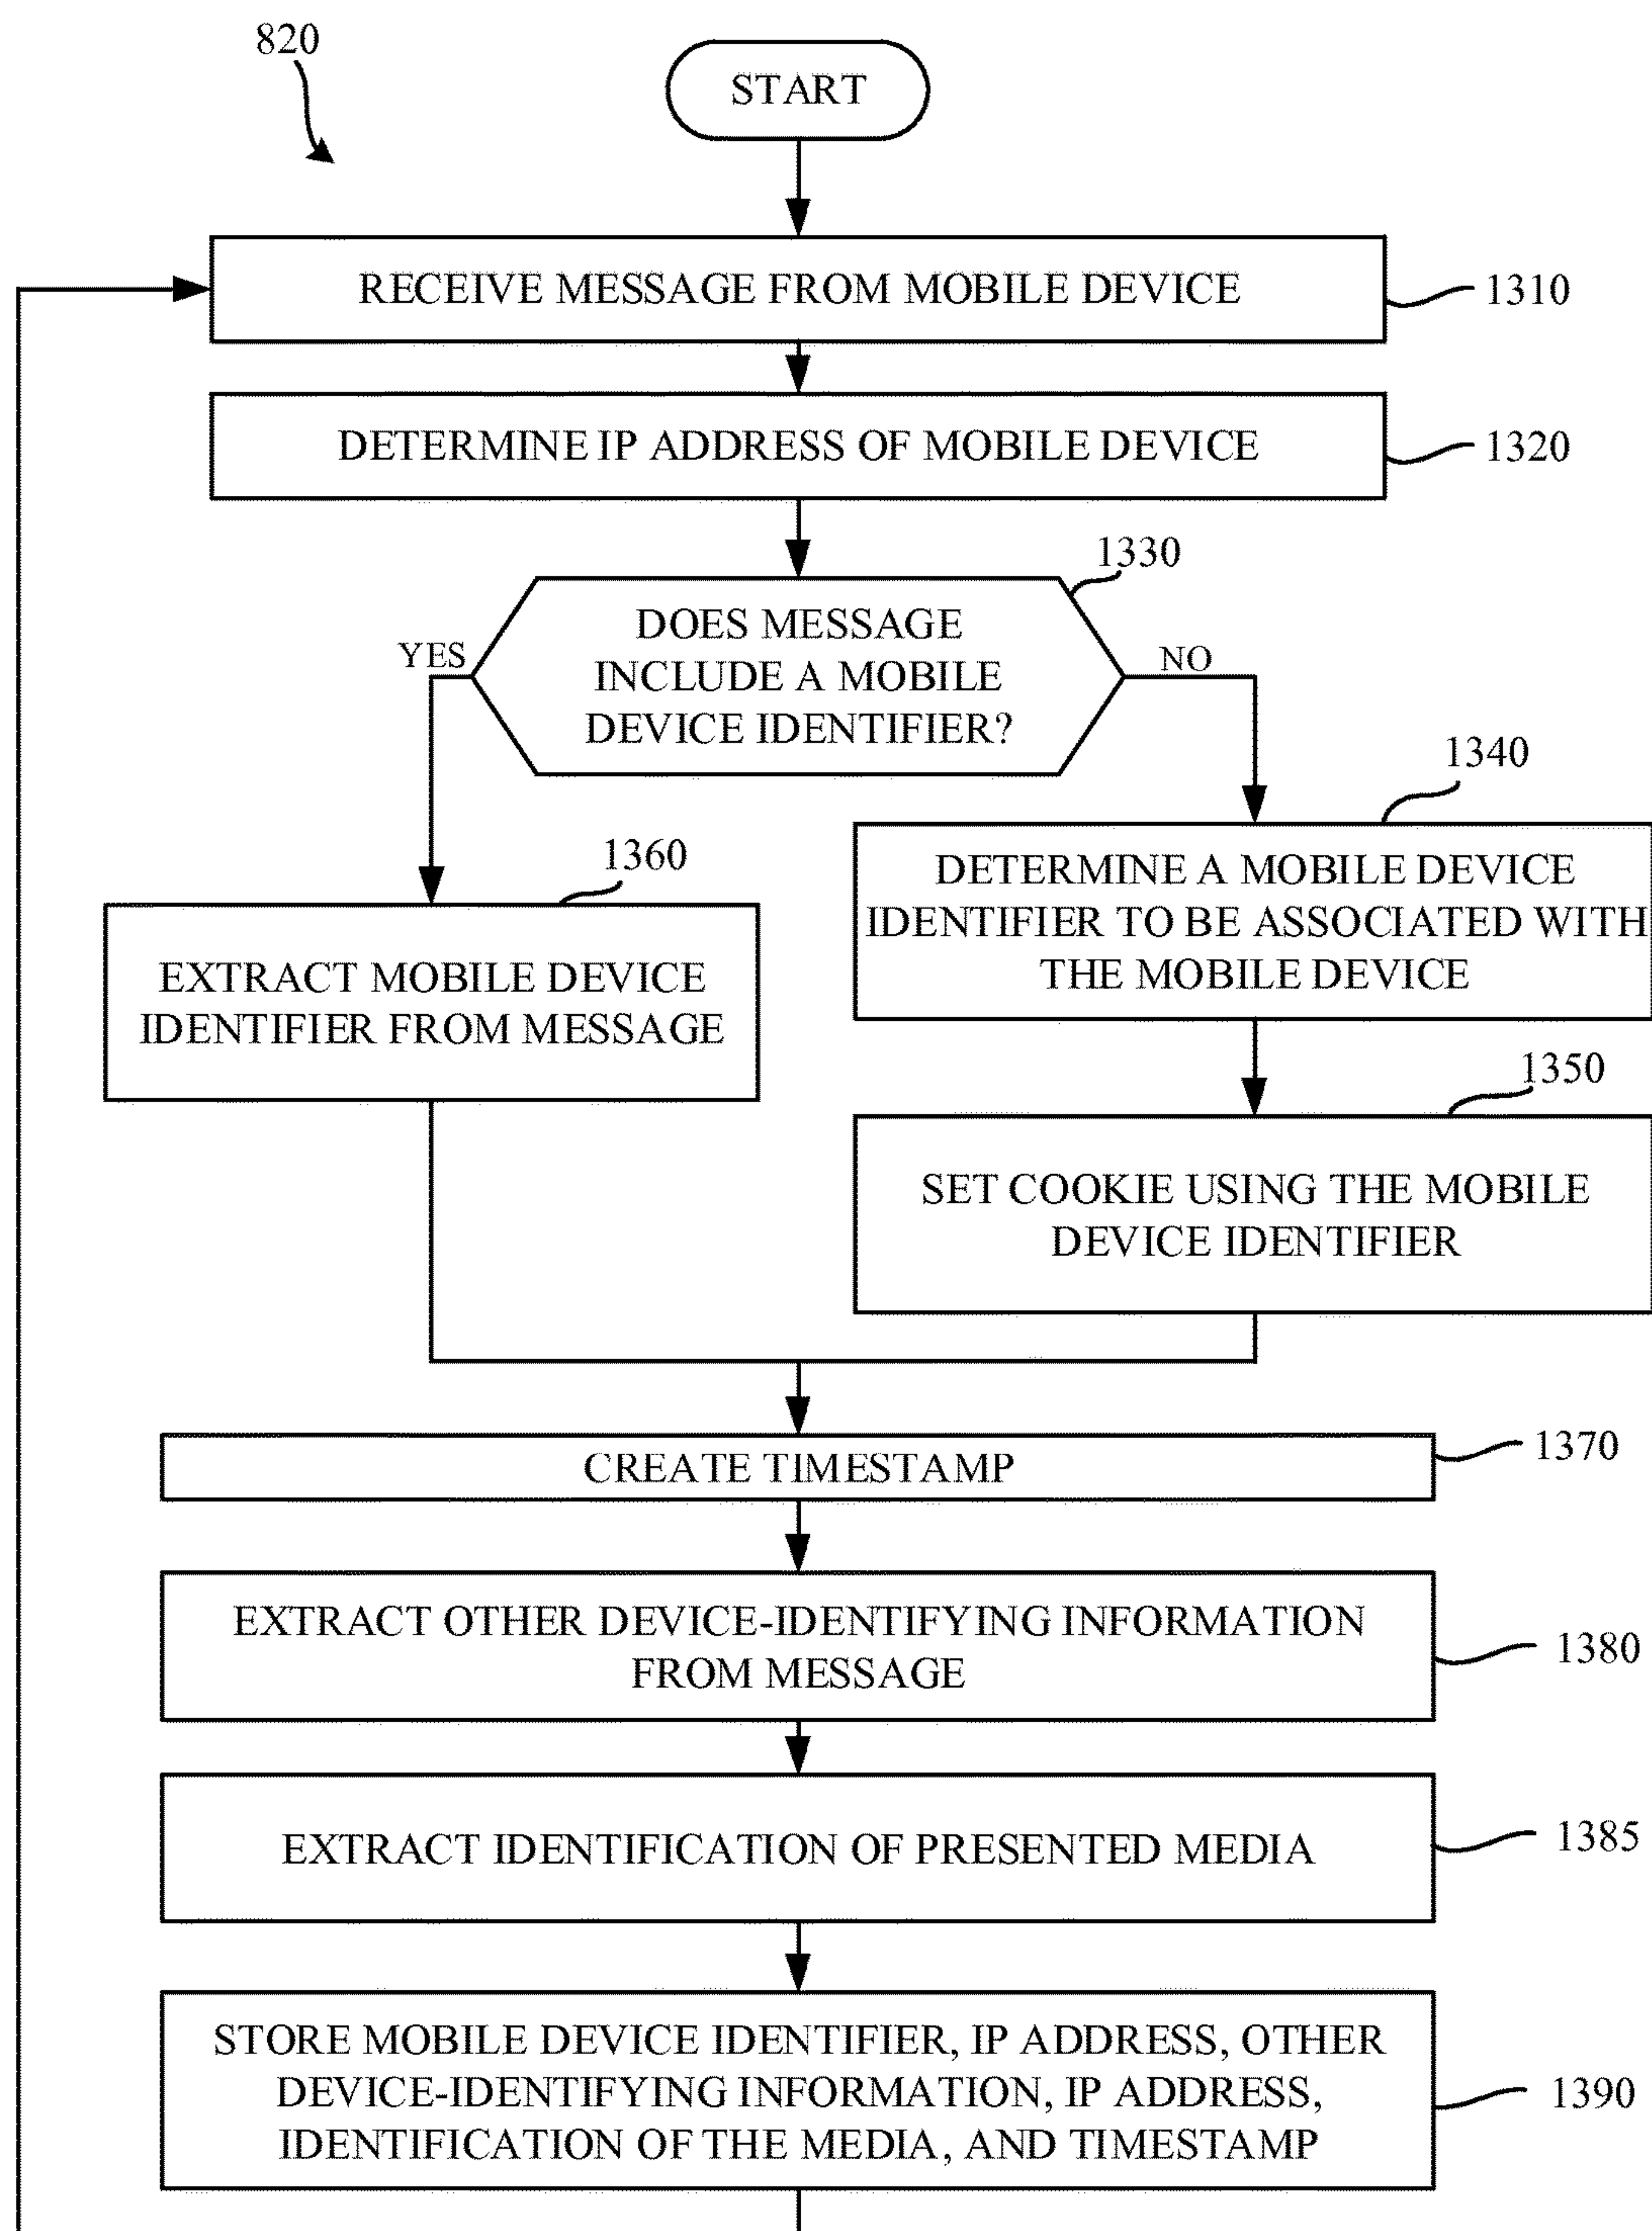 820
START
RECEIVE MESSAGE FROM MOBILE DEVICE
1310
DETERMINE IP ADDRESS OF MOBILE DEVICE
1320
1330
DOES MESSAGE
INCLUDE A MOBILE
DEVICE IDENTIFIER?
YES
NO
1340
DETERMINE A MOBILE DEVICE
IDENTIFIER TO BE ASSOCIATED WITH
THE MOBILE DEVICE
1360
EXTRACT MOBILE DEVICE
IDENTIFIER FROM MESSAGE
1350
SET COOKIE USING THE MOBILE
DEVICE IDENTIFIER
CREATE TIMESTAMP
1370
EXTRACT OTHER DEVICE-IDENTIFYING INFORMATION
FROM MESSAGE
1380
EXTRACT IDENTIFICATION OF PRESENTED MEDIA
1385
STORE MOBILE DEVICE IDENTIFIER, IP ADDRESS, OTHER
DEVICE-IDENTIFYING INFORMATION, IP ADDRESS,
IDENTIFICATION OF THE MEDIA, AND TIMESTAMP
1390